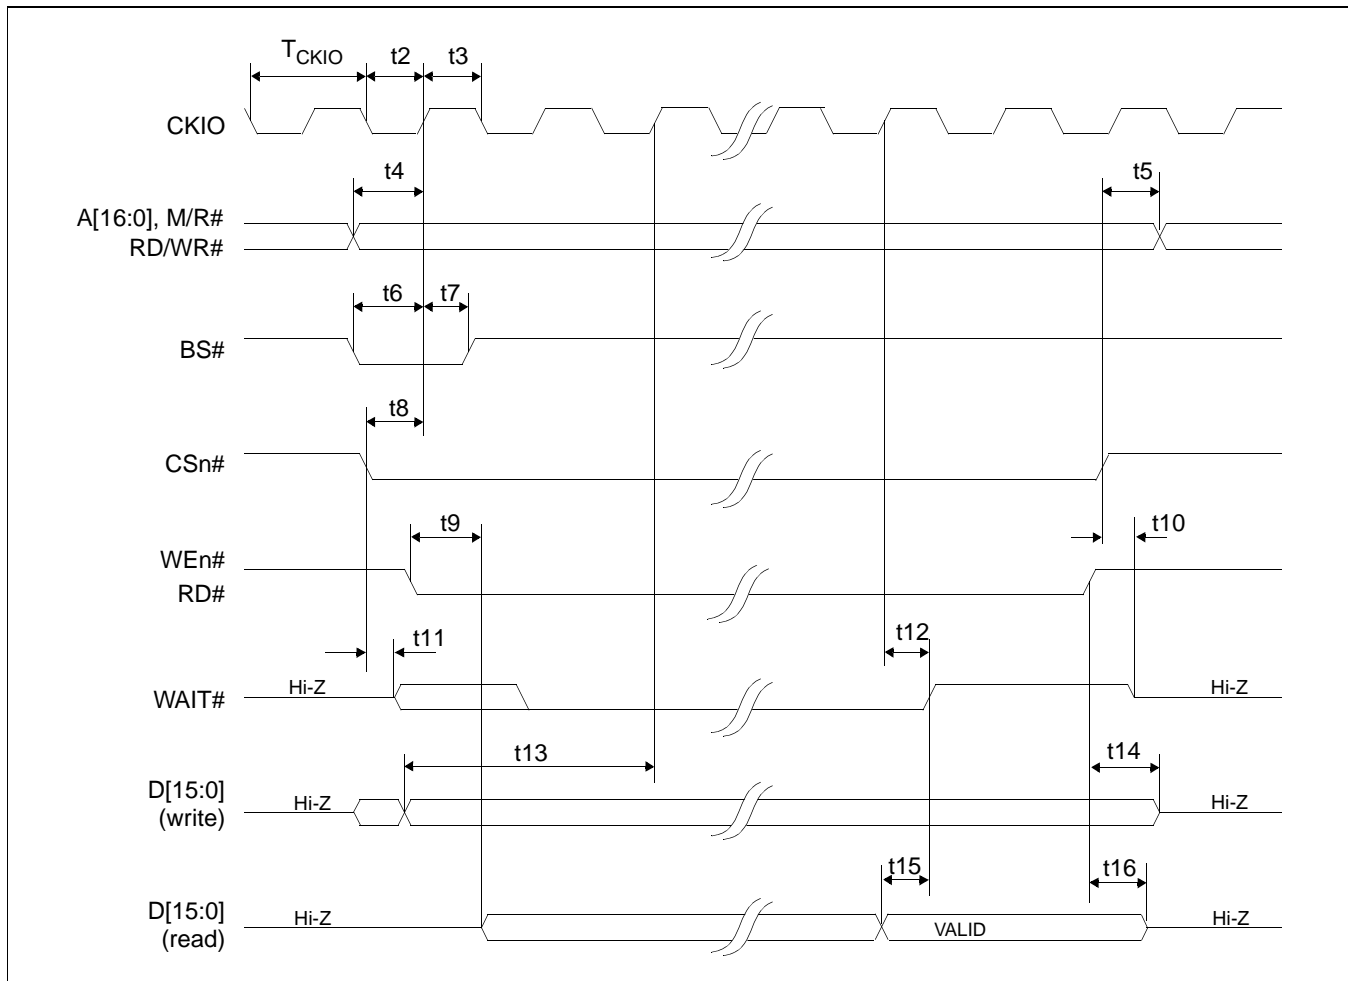 TCKIO t2 t3
CKIO
t4 t5
A[16:0], M/R#
RD/WR#
t6 t7
BS#
t8
CSn#
t9 t10
WEn#
RD#
t11 t12
WAIT# Hi-Z Hi-Z
t13 t14
D[15:0]
(write) Hi-Z Hi-Z
t15 t16
D[15:0]
(read) Hi-Z VALID Hi-Z